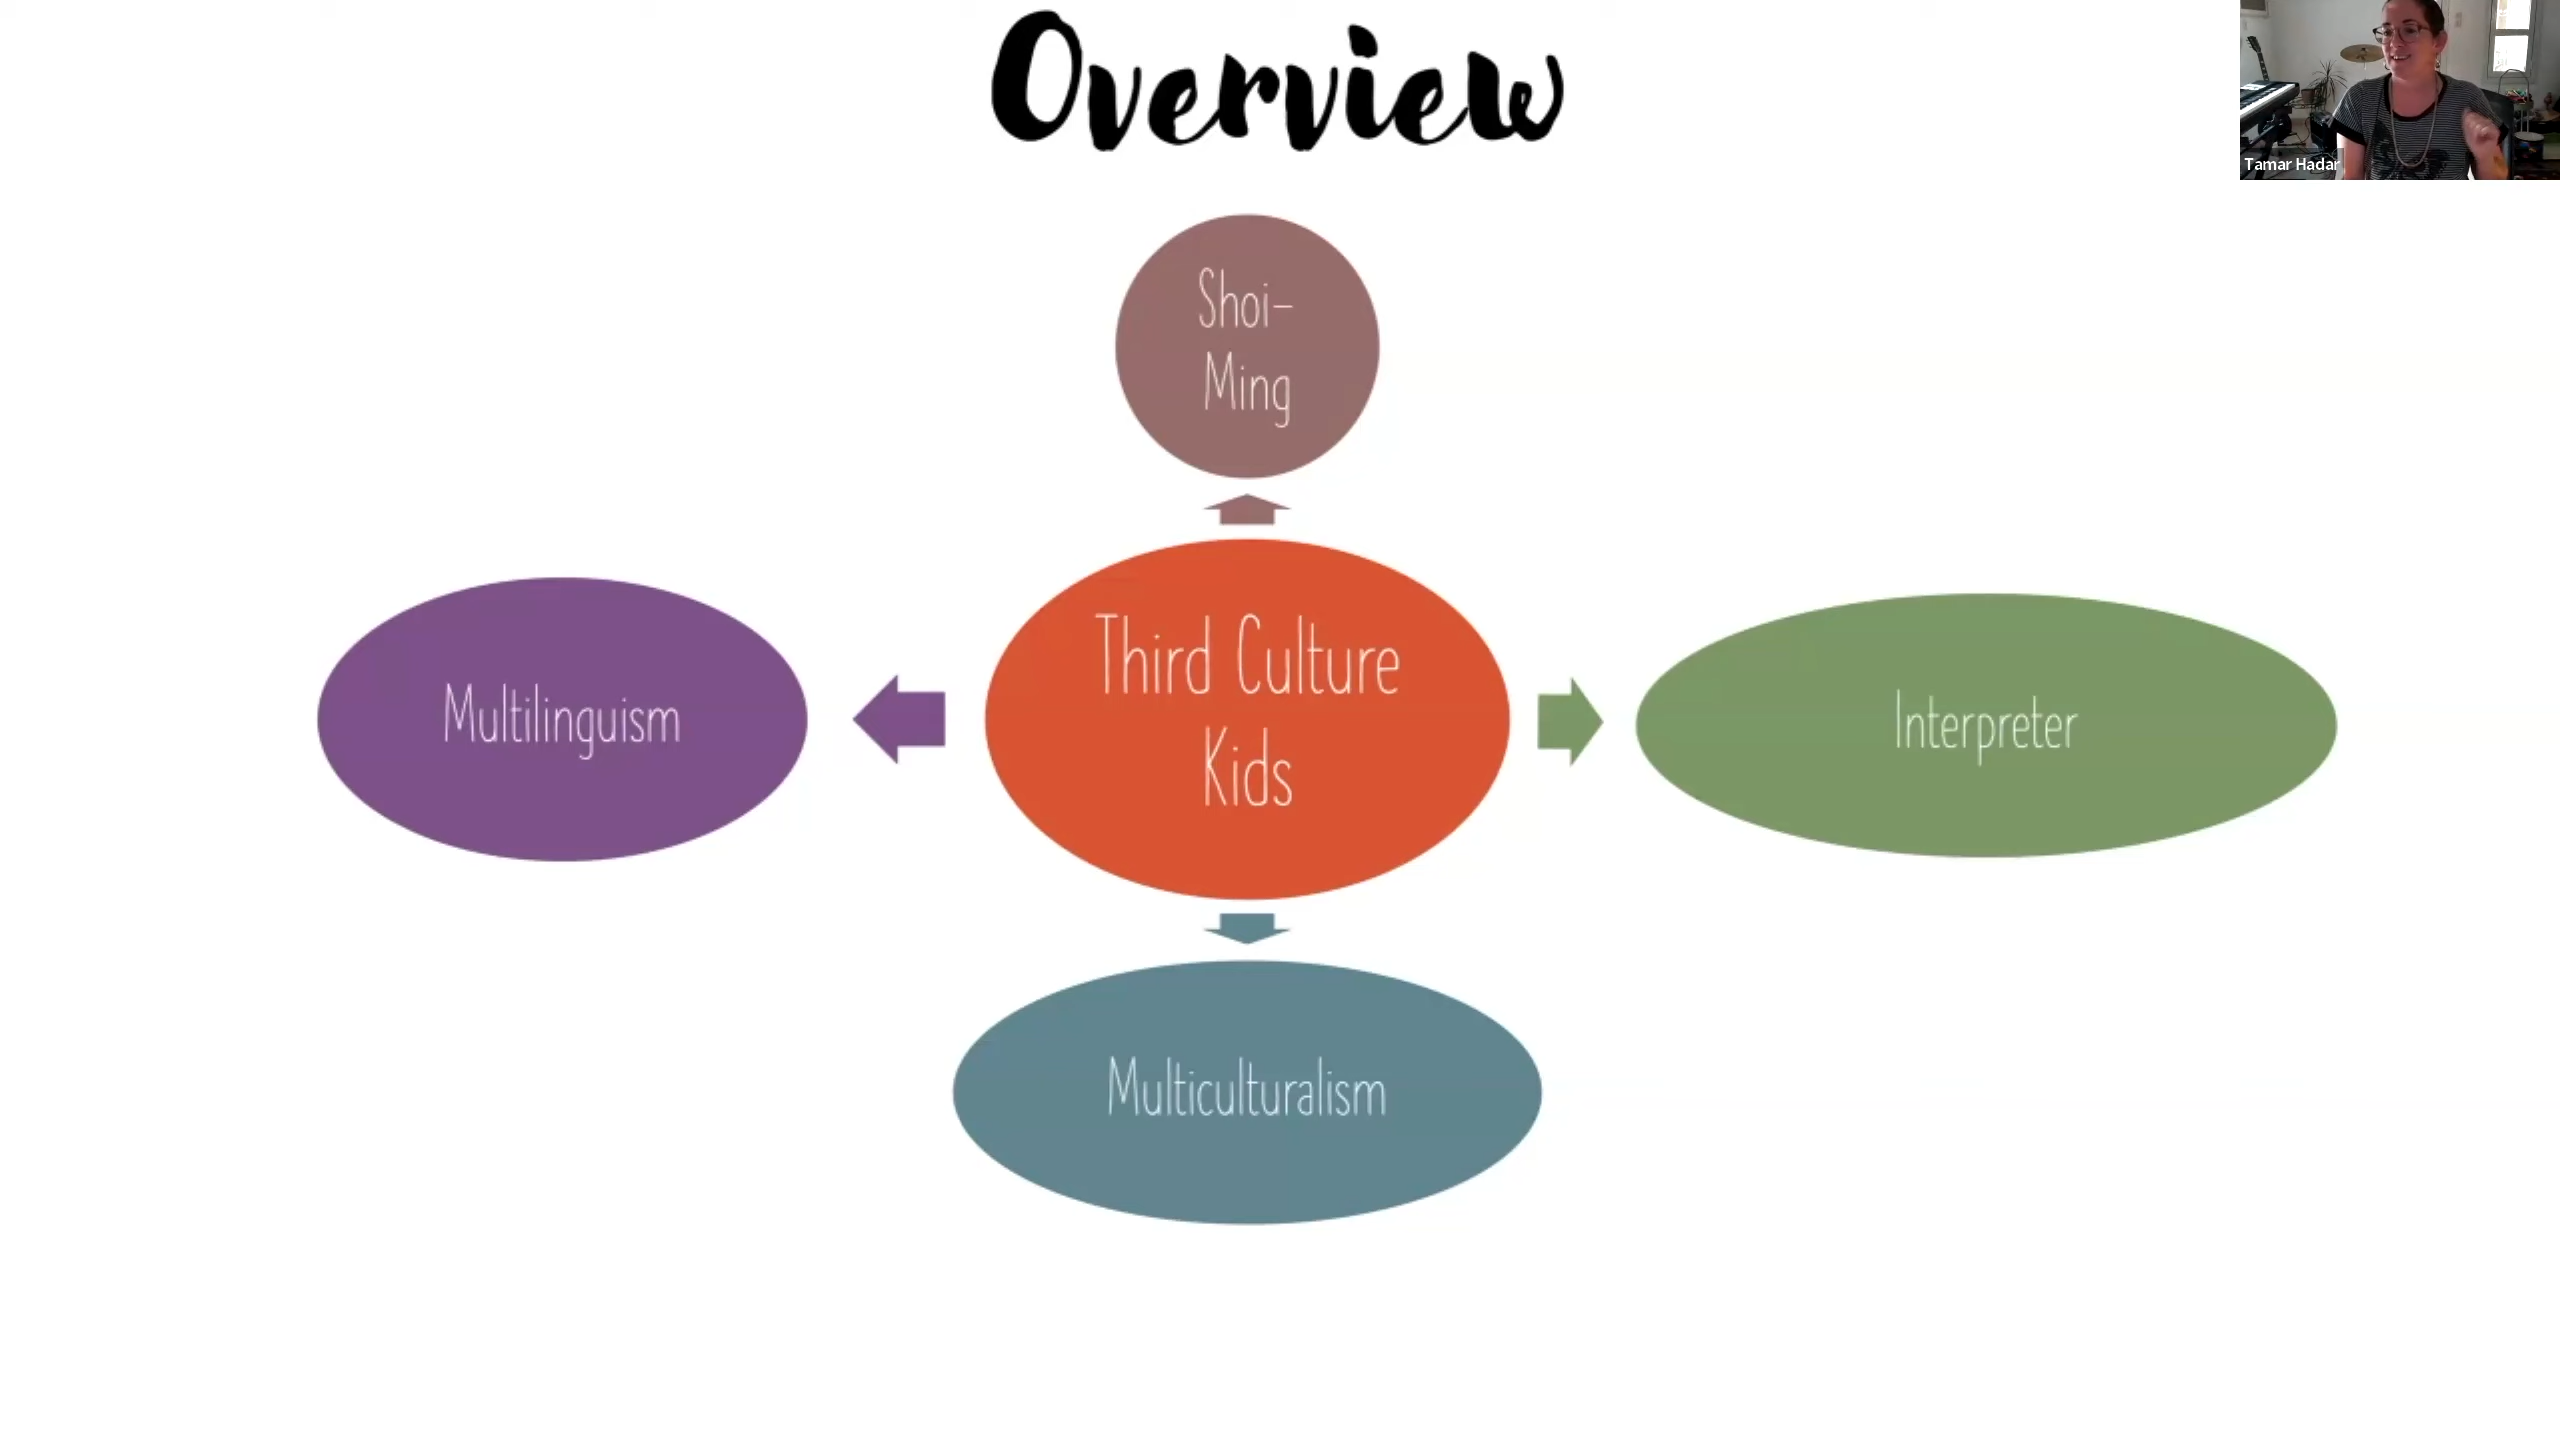 Overview
Tamar Hadar
Shoi-
Ming
Multilinguism
Third Culture
Kids
Interpreter
Multiculturalism